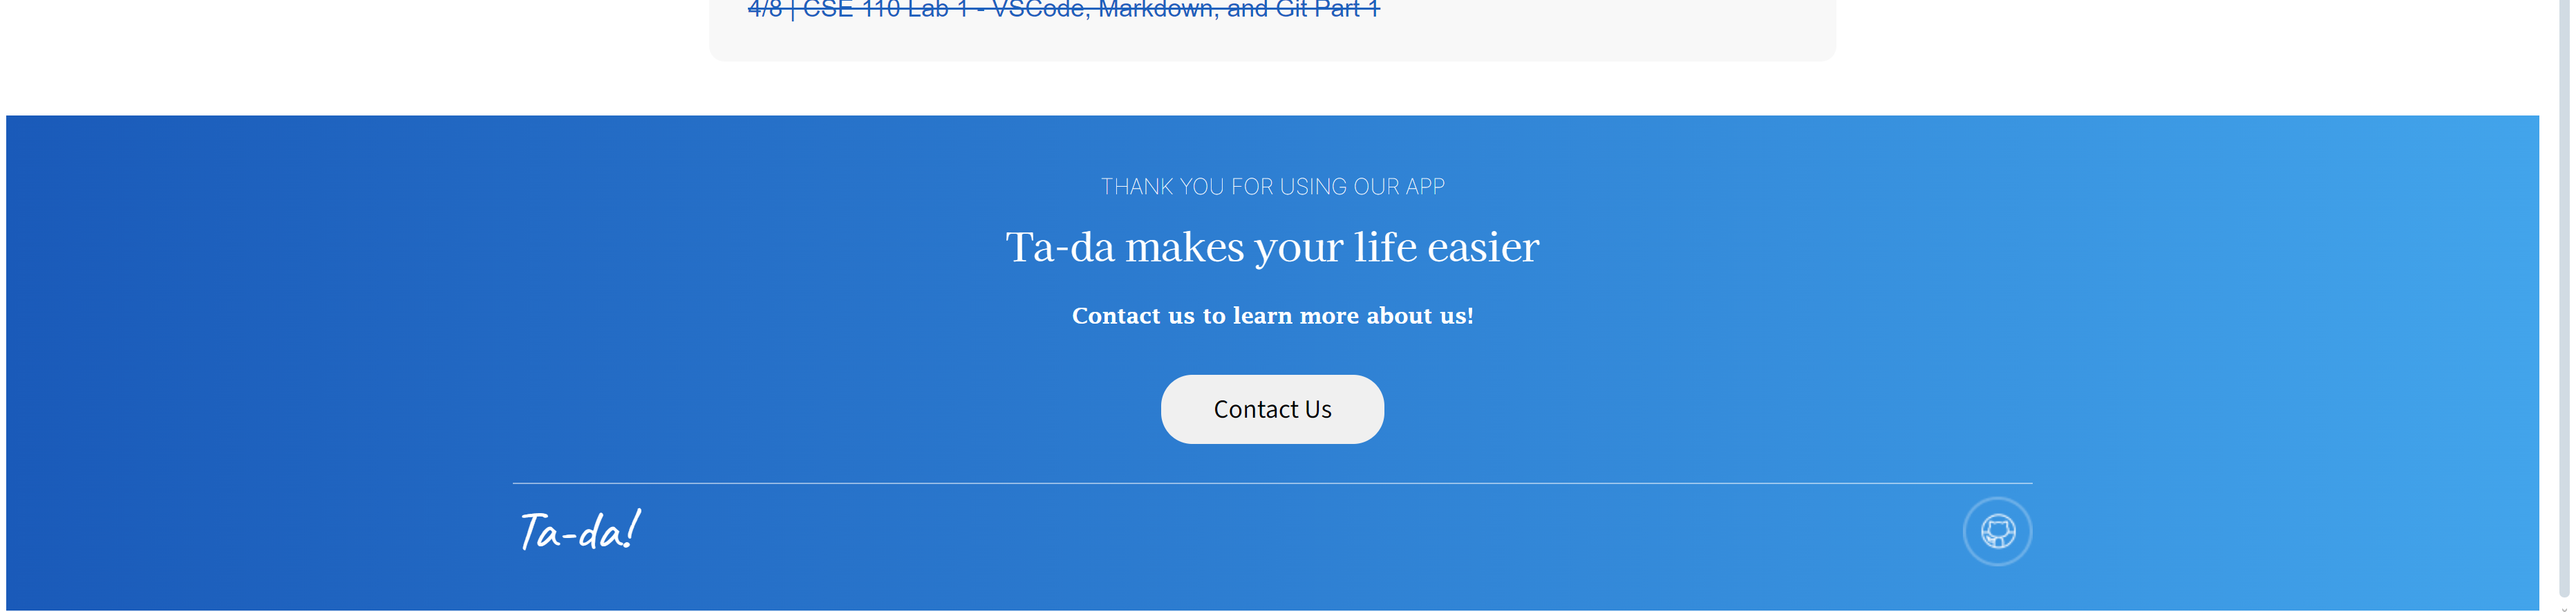 4/8 | CSE 110 Lab 1 - VSCode, Markdown, and Git Part 1
THANK YOU FOR USING OUR APP
Ta-da makes your life easier
Contact us to learn more about us!
Contact Us
Ta-da!